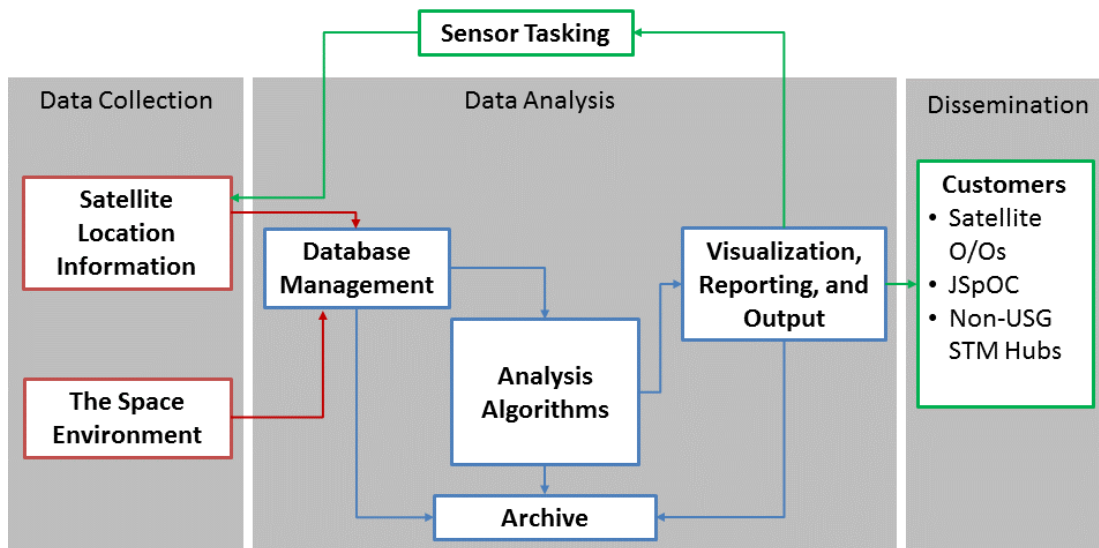 Sensor Tasking
Data Collection
Data Analysis
Dissemination
Satellite
Location
Information
The Space
Environment
Database
Management
Analysis
Algorithms
Archive
Visualization,
Reporting, and
Output
Customers
• Satellite
O/Os
• JSpOC
• Non-USG
STM Hubs